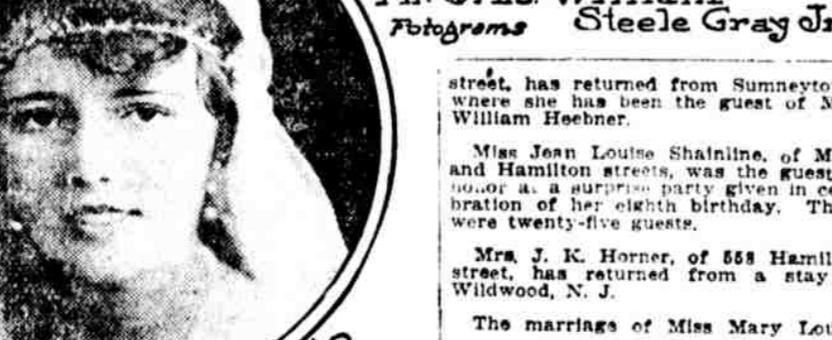 Fotograms
Steele Gray Jr
street, has returned from Sumneyto
where she has been the guest of M
William Heebner.
Miss Jean Louise Shainline, of M
and Hamilton streets, was the guest
honor at a surprise party given in ce
bration of her eighth birthday. Th
were twenty-five guests.
Mrs. J. K. Horner, of 558 Hamil
street, has returned from a stay
Wildwood, N. J.
The marriage of Miss Mary Lou